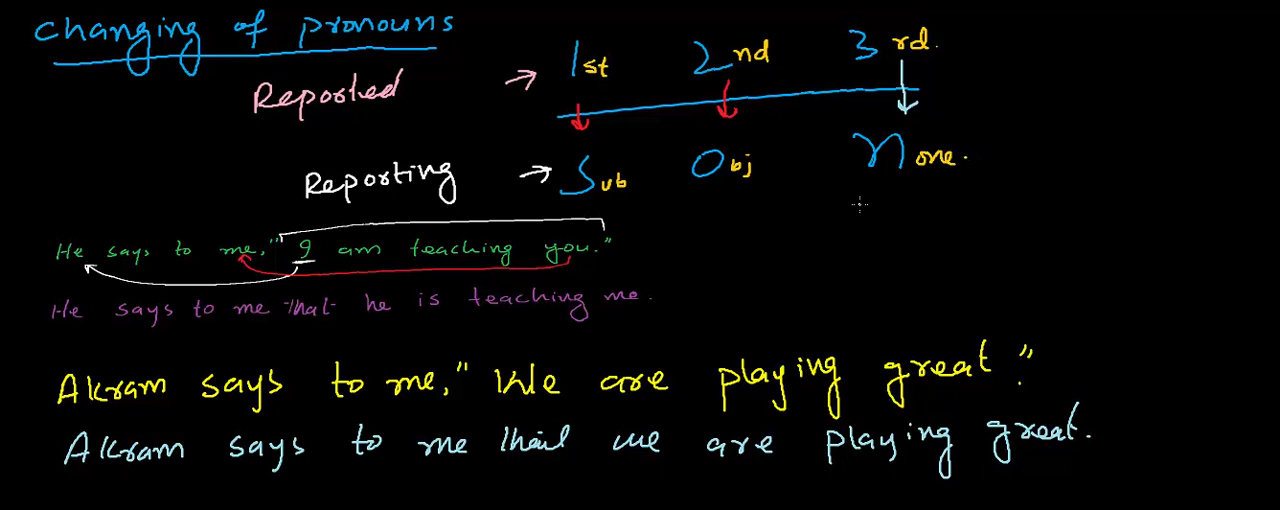 Changing of pronouns
Reported → 1st 2nd 3rd.
Reporting → Sub Obj None.
He says to me, "I am teaching you."
He says to me that he is teaching me.
Akram says to me, "We are playing great".
Akram says to me that we are playing great.